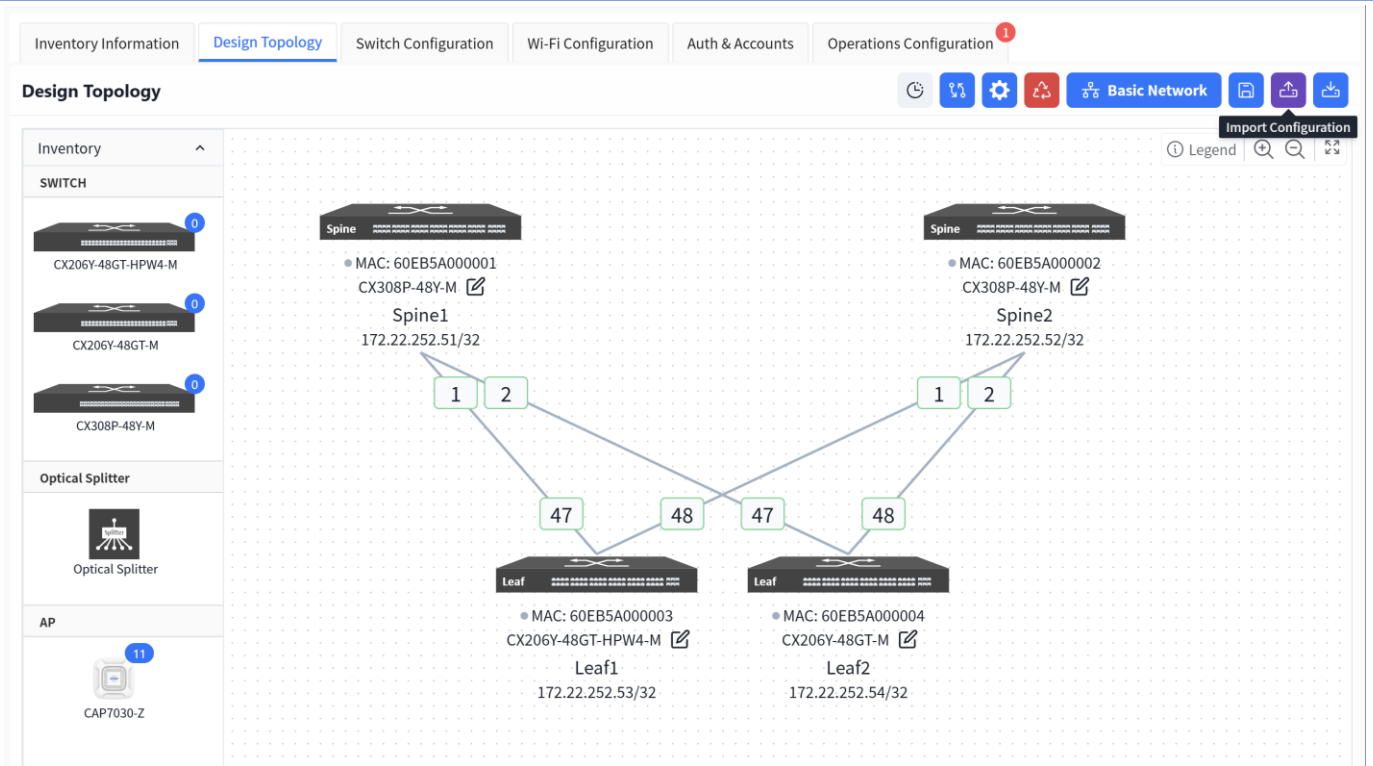 Inventory Information
Design Topology
Switch Configuration
Wi-Fi Configuration
Auth & Accounts
Operations Configuration
1
Design Topology
Basic Network
Import Configuration
Inventory
Legend
SWITCH
0
CX206Y-48GT-HPW4-M
0
CX206Y-48GT-M
0
CX308P-48Y-M
Optical Splitter
Splitter
Optical Splitter
AP
11
CAP7030-Z
Spine
MAC: 60EB5A000001
CX308P-48Y-M
Spine1
172.22.252.51/32
Spine
MAC: 60EB5A000002
CX308P-48Y-M
Spine2
172.22.252.52/32
1
2
1
2
47
48
47
48
Leaf
MAC: 60EB5A000003
CX206Y-48GT-HPW4-M
Leaf1
172.22.252.53/32
Leaf
MAC: 60EB5A000004
CX206Y-48GT-M
Leaf2
172.22.252.54/32